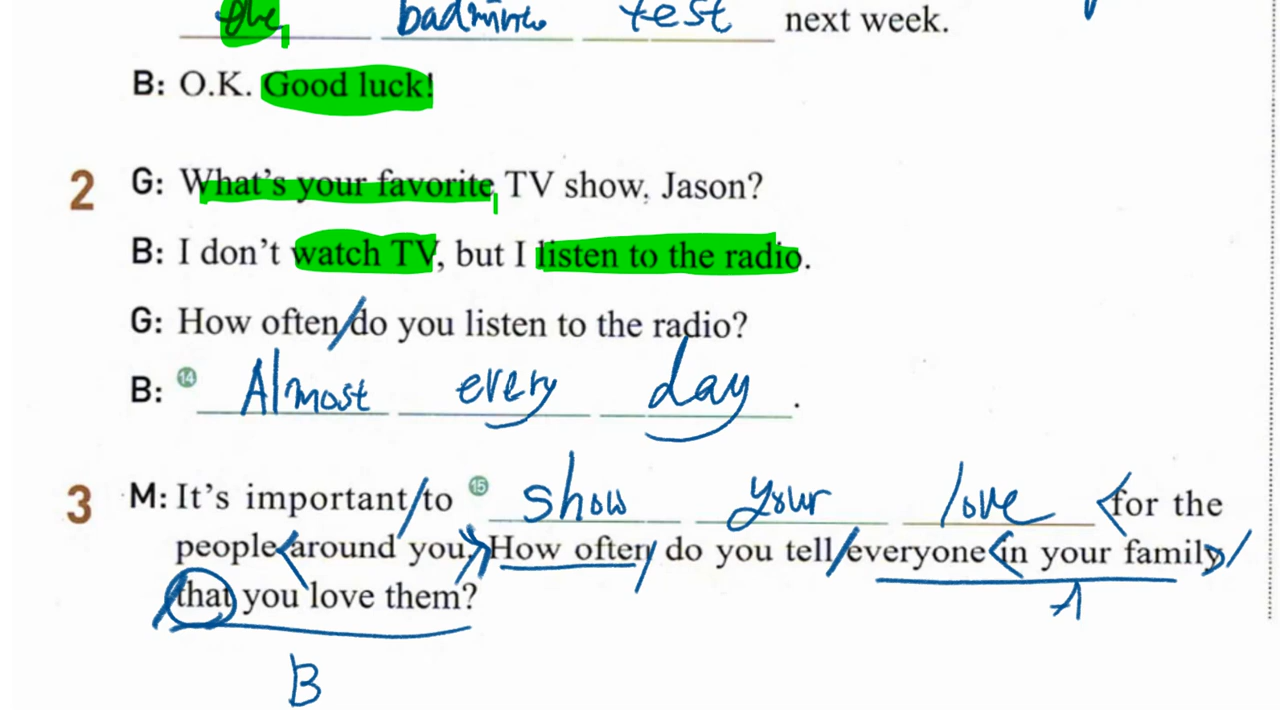 the badminto test next week.
B: O.K. Good luck!
2 G: What's your favorite TV show, Jason?
B: I don't watch TV, but I listen to the radio.
G: How often do you listen to the radio?
B: 14 Almost every day.
3 M: It's important to 15 show your love for the
people around you. How often do you tell everyone in your family
that you love them?
A
B